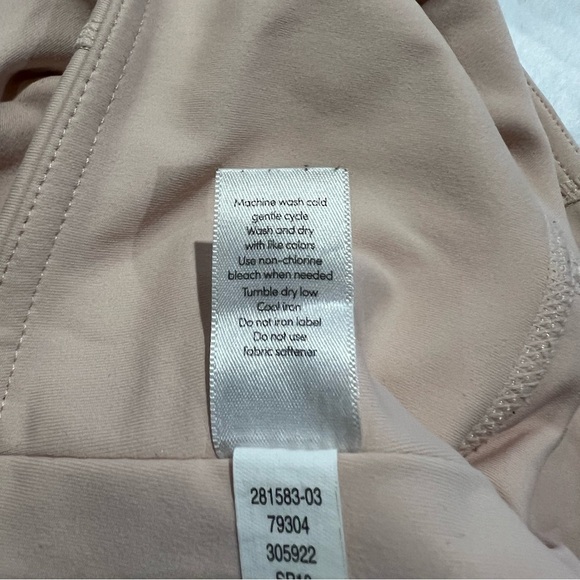 Machine wash cold
gentle cycle
Wash and dry
with like colors
Use non-chlorine
bleach when needed
Tumble dry low
Cool iron
Do not iron label
Do not use
fabric softener
281583-03
79304
305922